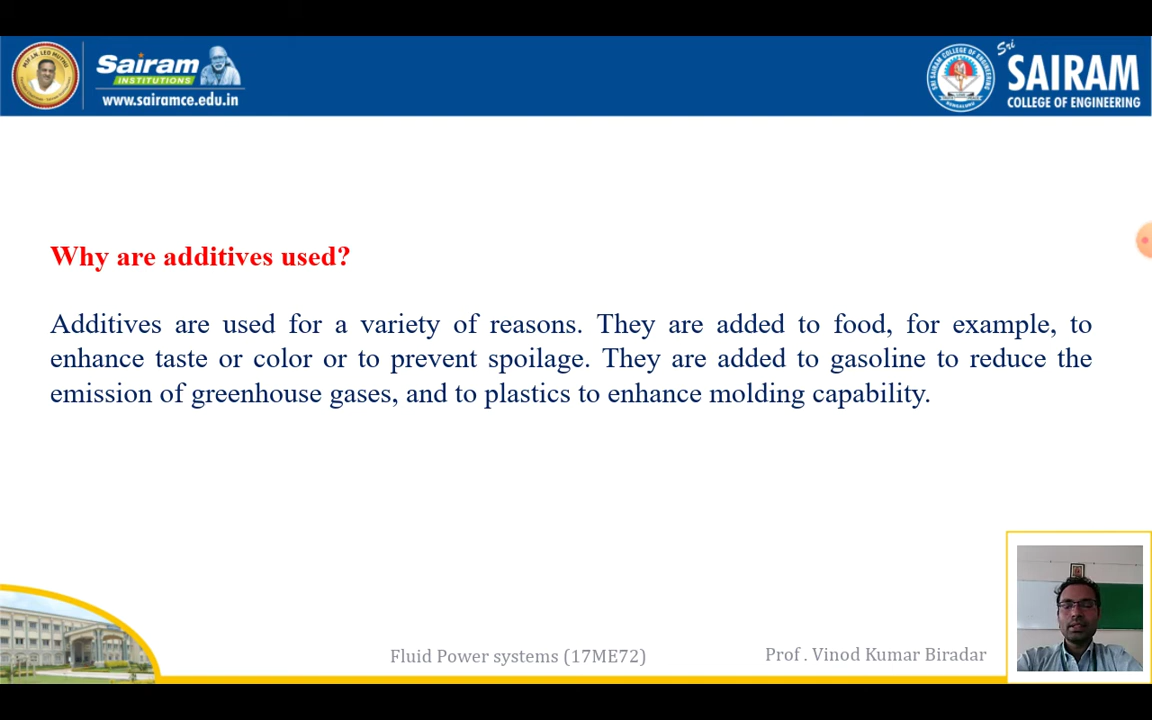 Sairam
INSTITUTIONS
www.sairamce.edu.in
Sri
SAIRAM
COLLEGE OF ENGINEERING
Why are additives used?
Additives are used for a variety of reasons. They are added to food, for example, to
enhance taste or color or to prevent spoilage. They are added to gasoline to reduce the
emission of greenhouse gases, and to plastics to enhance molding capability.
Fluid Power systems (17ME72)
Prof . Vinod Kumar Biradar